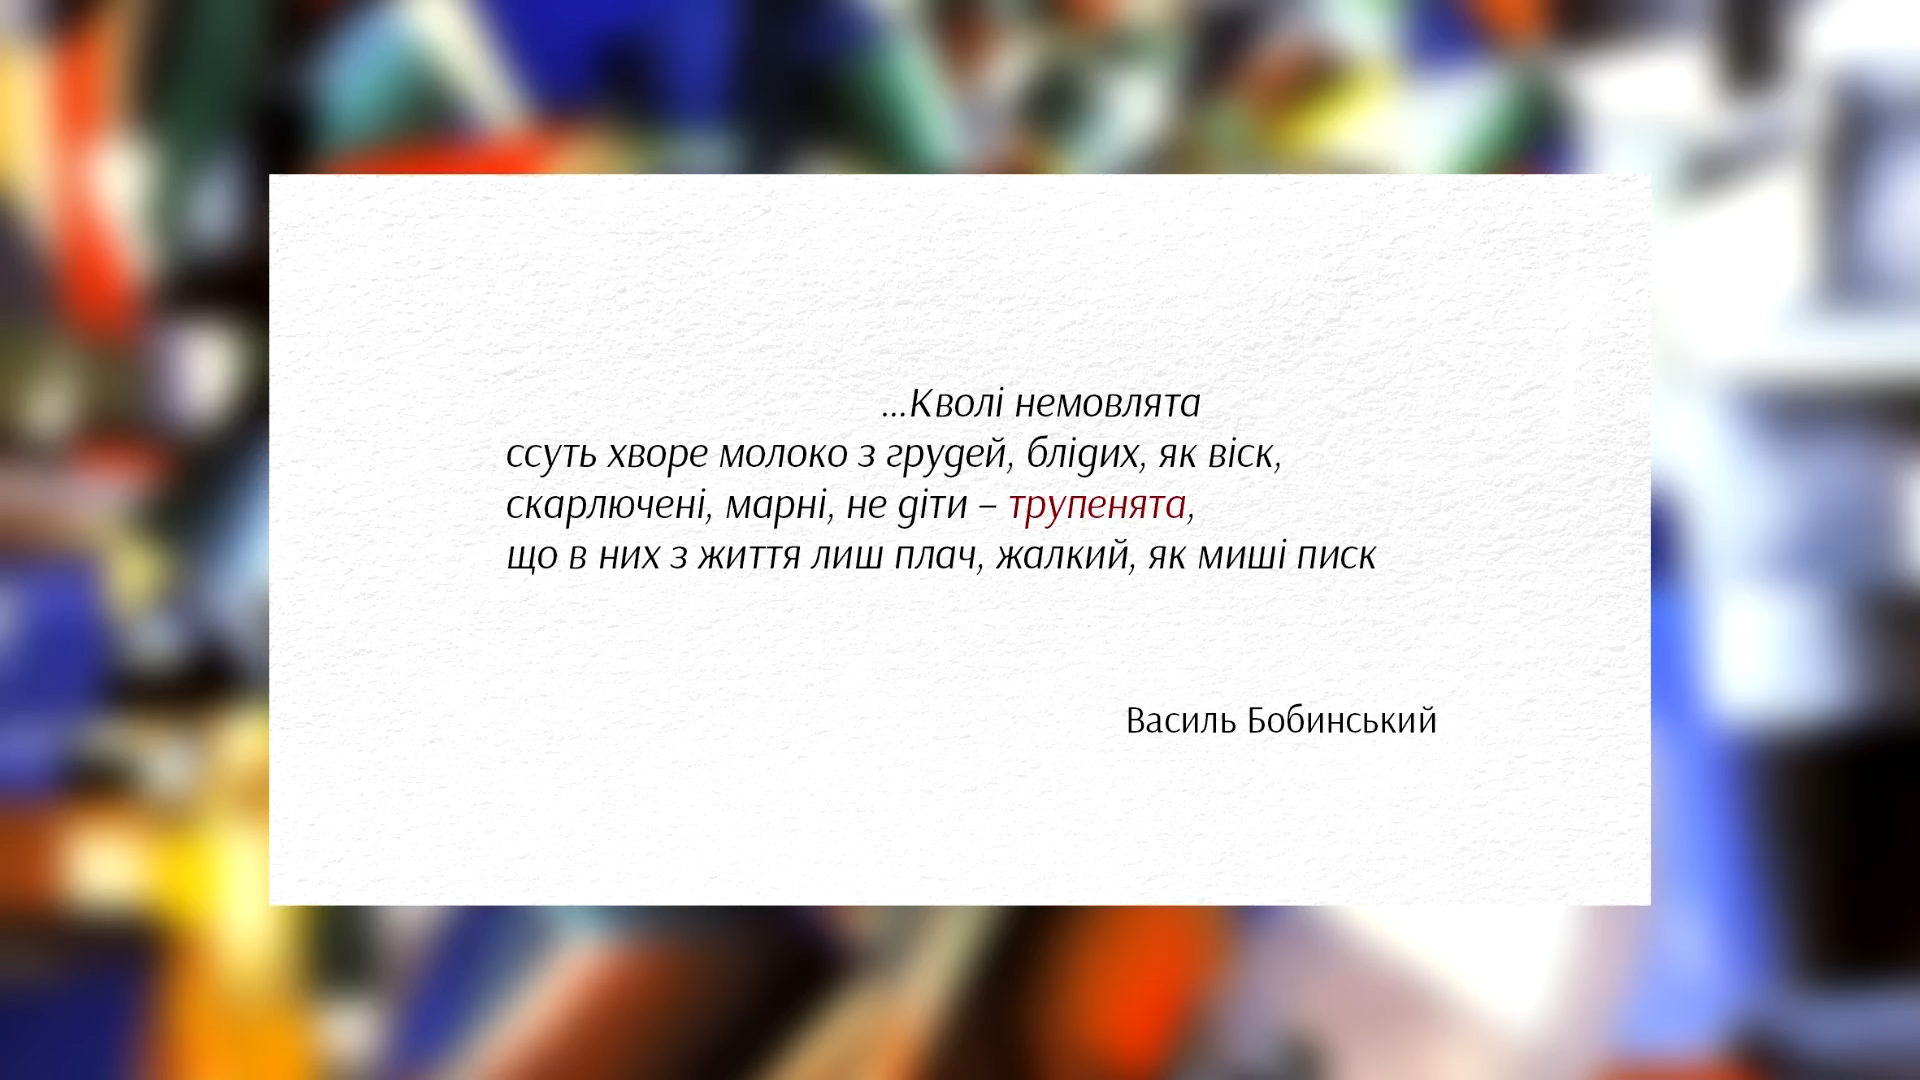 ...Кволі немовлята
ссуть хворе молоко з грудей, блідих, як віск,
скарлючені, марні, не діти – трупенята,
що в них з життя лиш плач, жалкий, як миші писк
Василь Бобинський